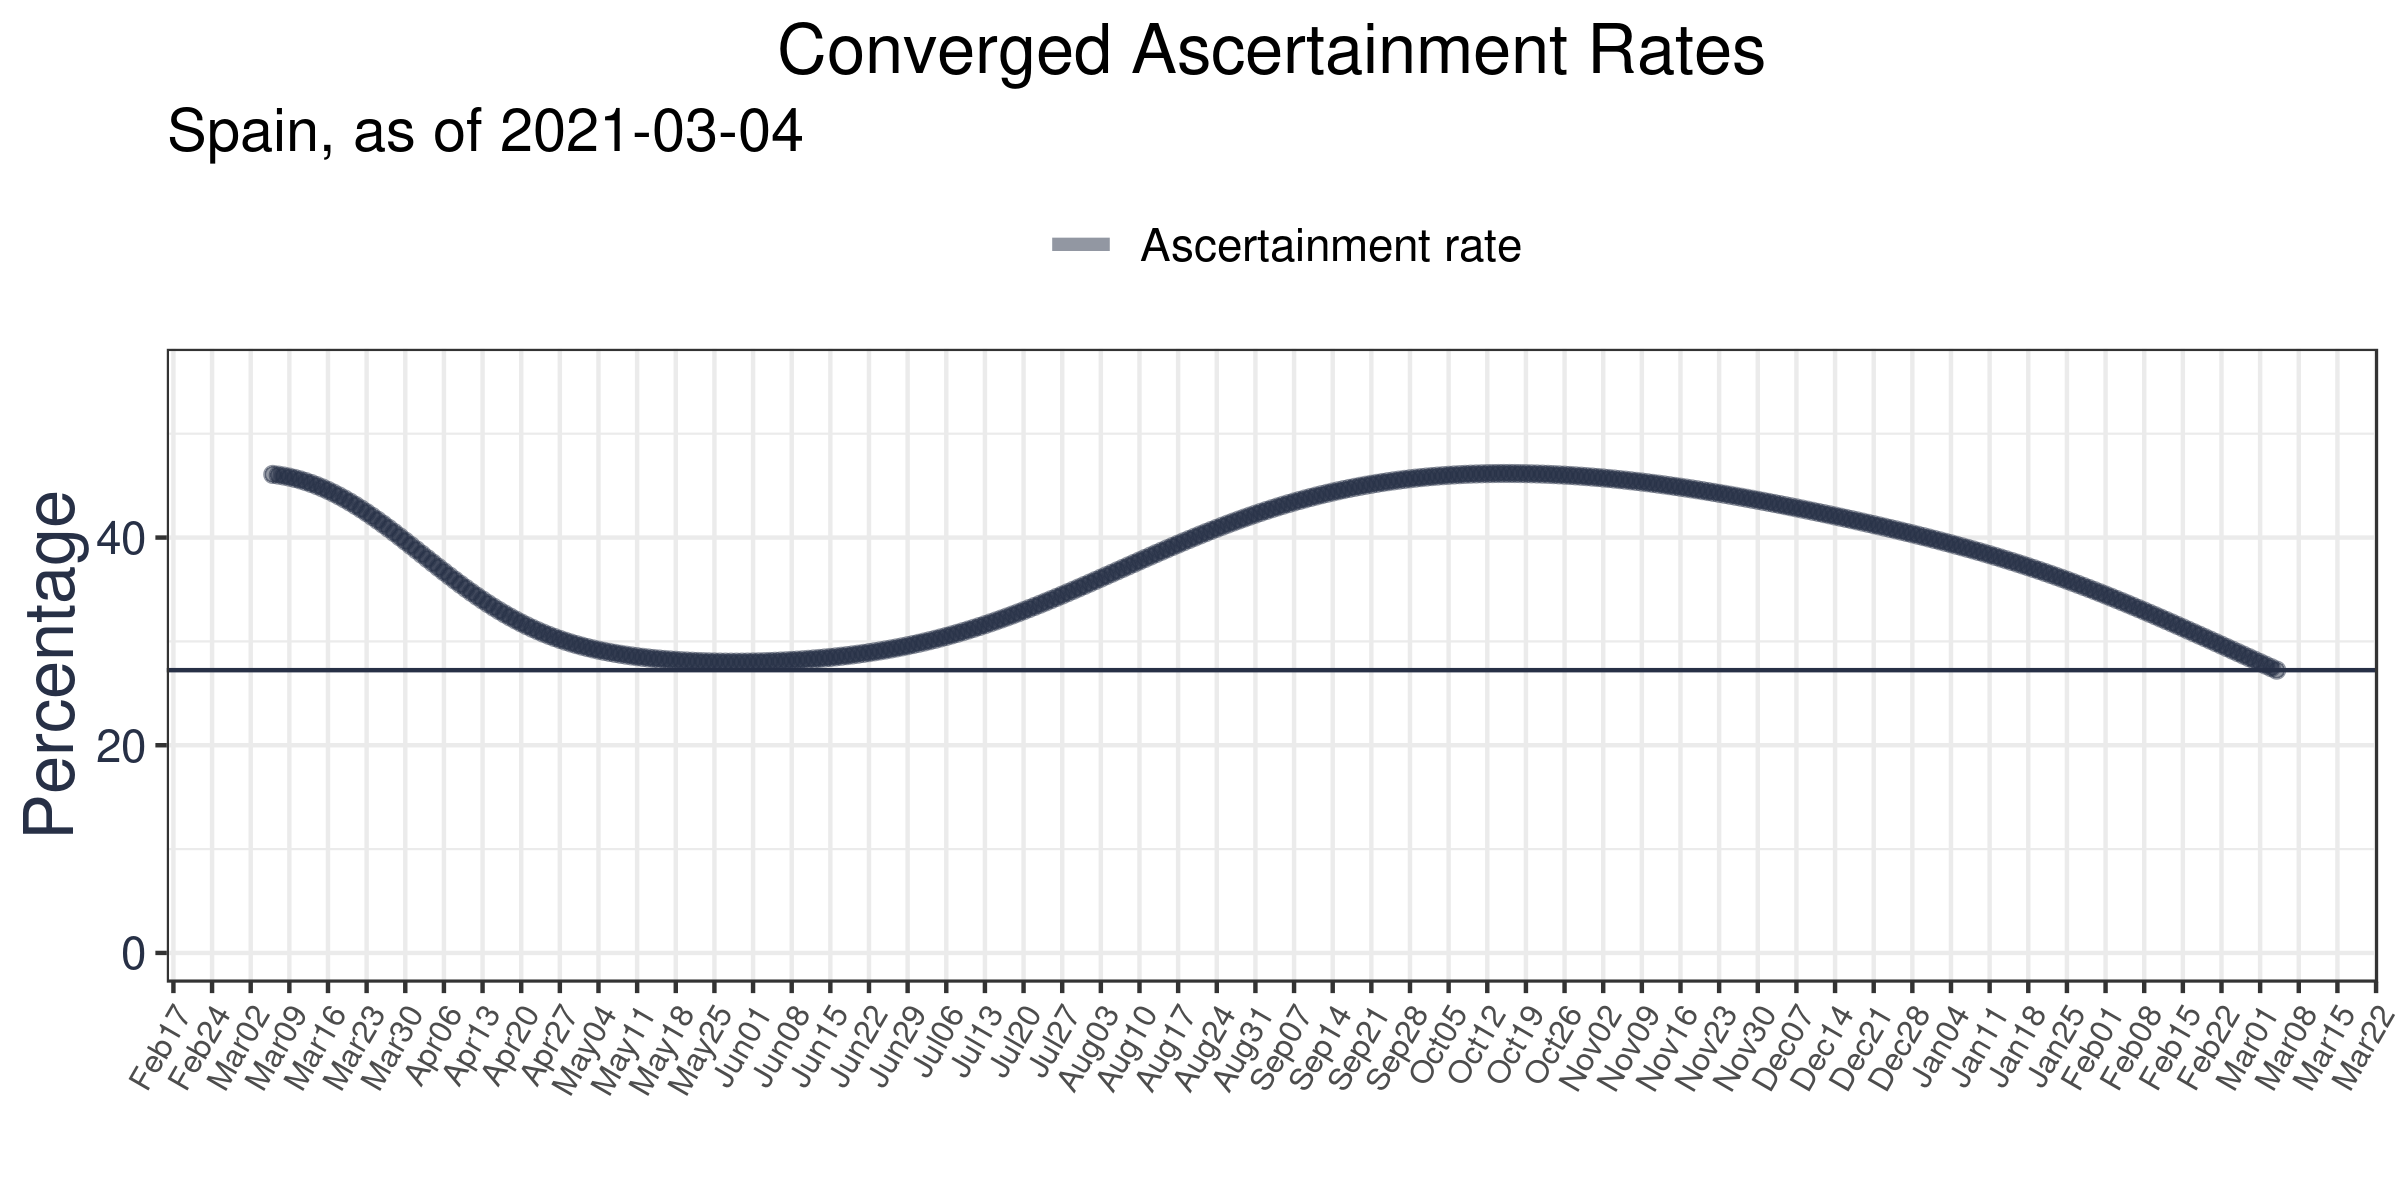 Converged Ascertainment Rates
Spain, as of 2021-03-04
Ascertainment rate
Percentage
40
20
0
Feb17
Feb24
Mar02
Mar09
Mar16
Mar23
Mar30
Apr06
Apr13
Apr20
Apr27
May04
May11
May18
May25
Jun01
Jun08
Jun15
Jun22
Jun29
Jul06
Jul13
Jul20
Jul27
Aug03
Aug10
Aug17
Aug24
Aug31
Sep07
Sep14
Sep21
Sep28
Oct05
Oct12
Oct19
Oct26
Nov02
Nov09
Nov16
Nov23
Nov30
Dec07
Dec14
Dec21
Dec28
Jan04
Jan11
Jan18
Jan25
Feb01
Feb08
Feb15
Feb22
Mar01
Mar08
Mar15
Mar22